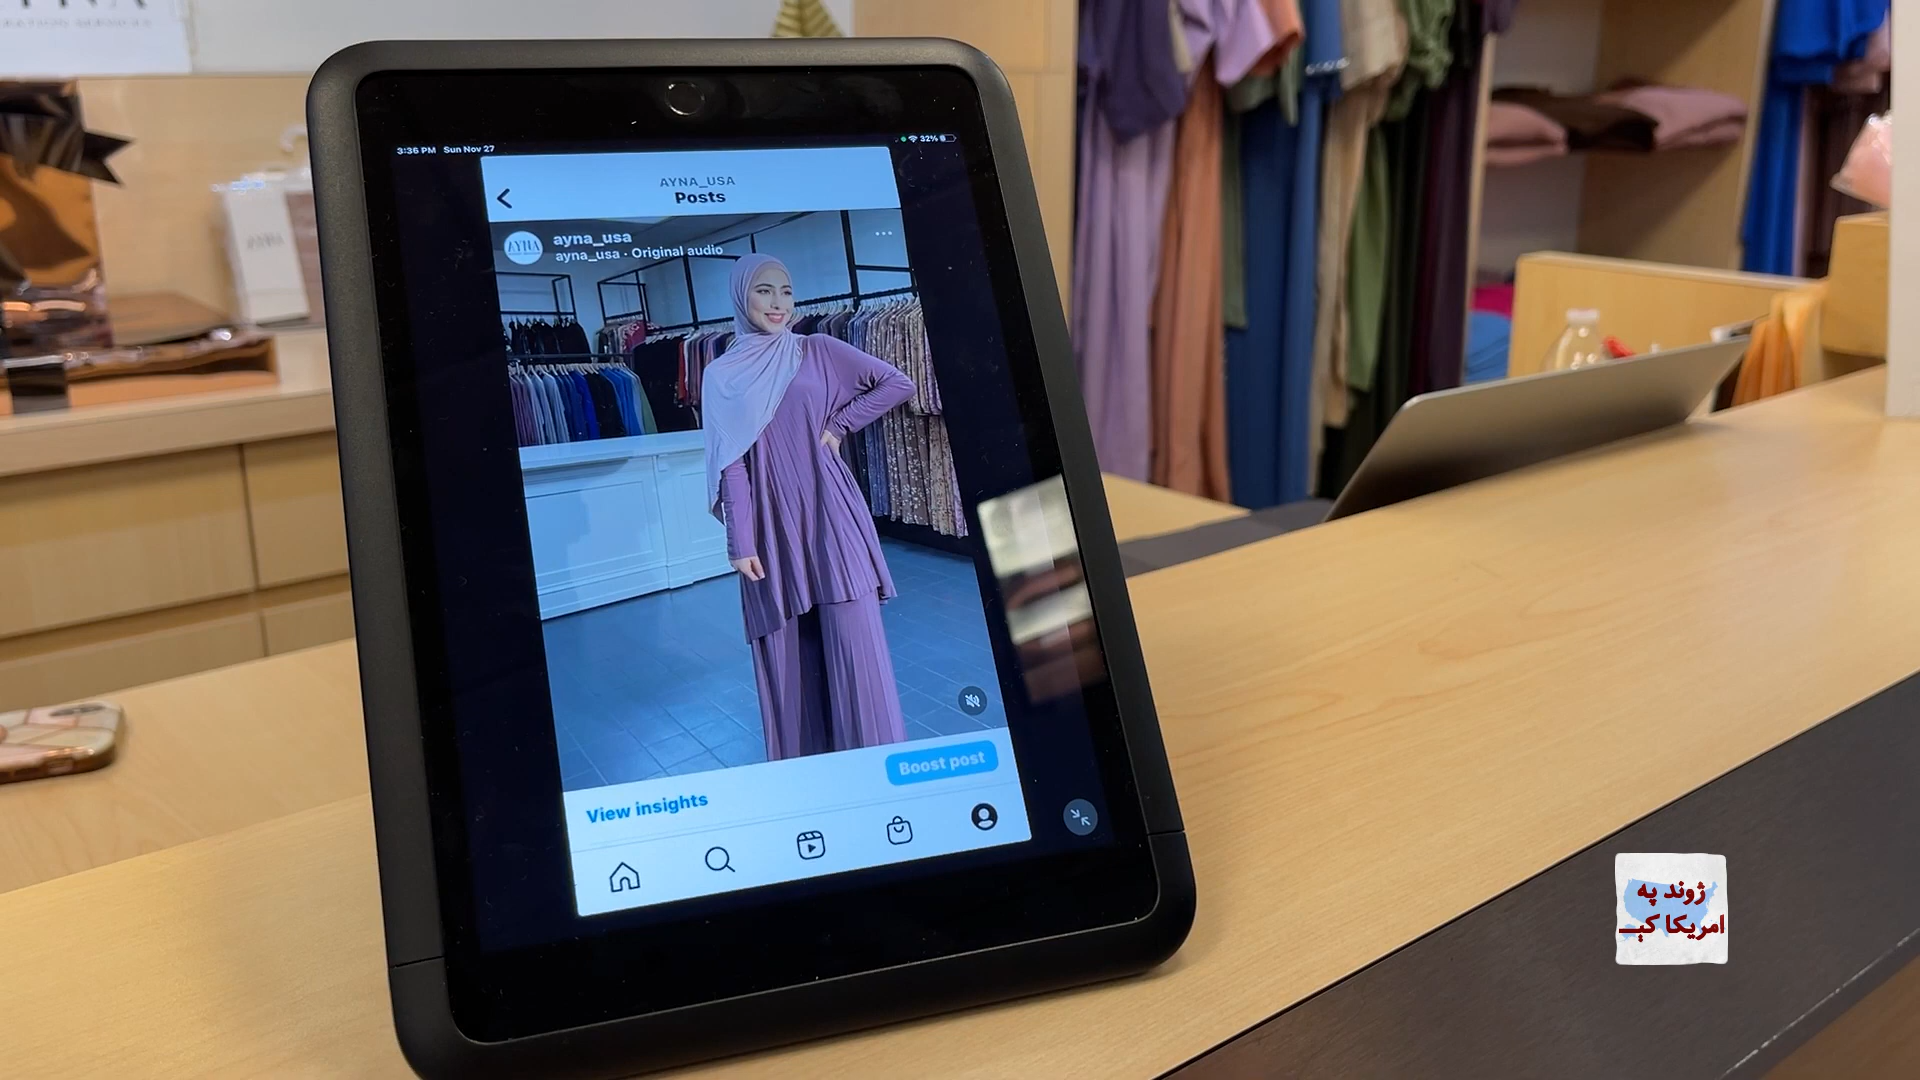 3:36 PM Sun Nov 27
32%
AYNA_USA
Posts
AYNA
ayna_usa
ayna_usa · Original audio
Boost post
View insights
ژوند په
امریکا کې